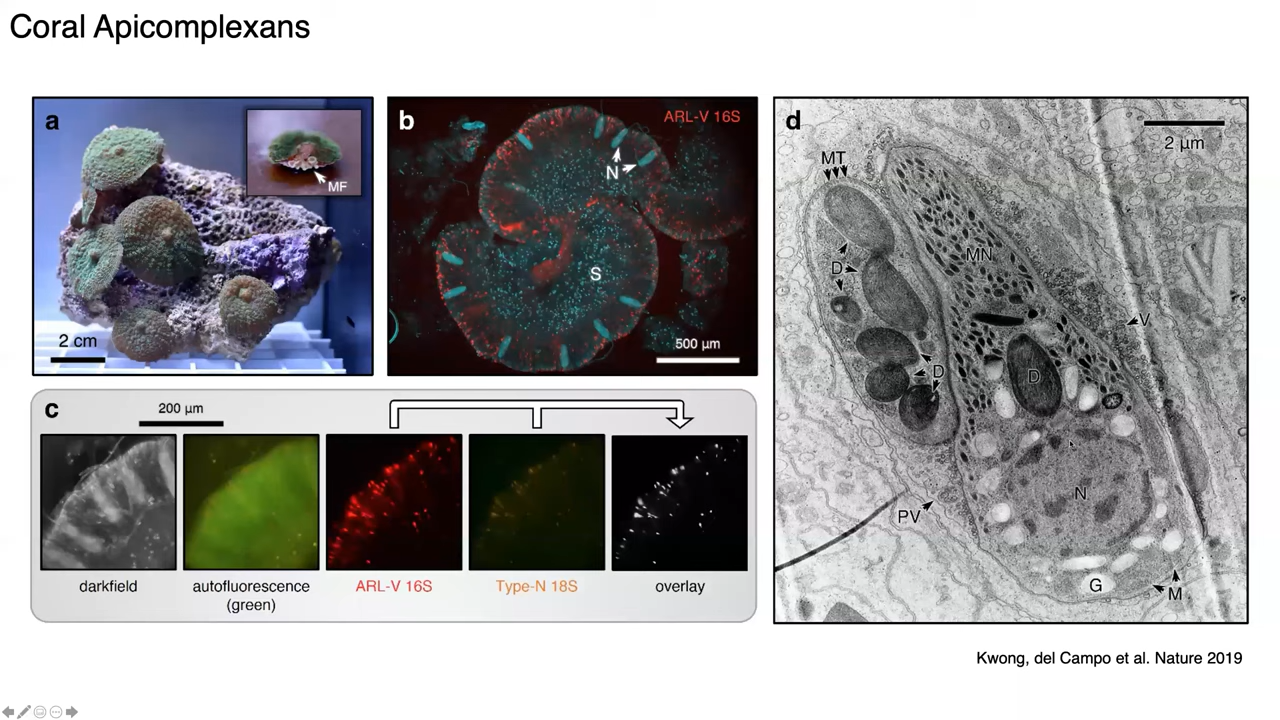 Coral Apicomplexans
a
MF
2 cm
b
ARL-V 16S
N
S
500 µm
c
200 µm
darkfield
autofluorescence
(green)
ARL-V 16S
Type-N 18S
overlay
d
2 µm
MT
D
MN
V
D
D
N
PV
G
M
Kwong, del Campo et al. Nature 2019